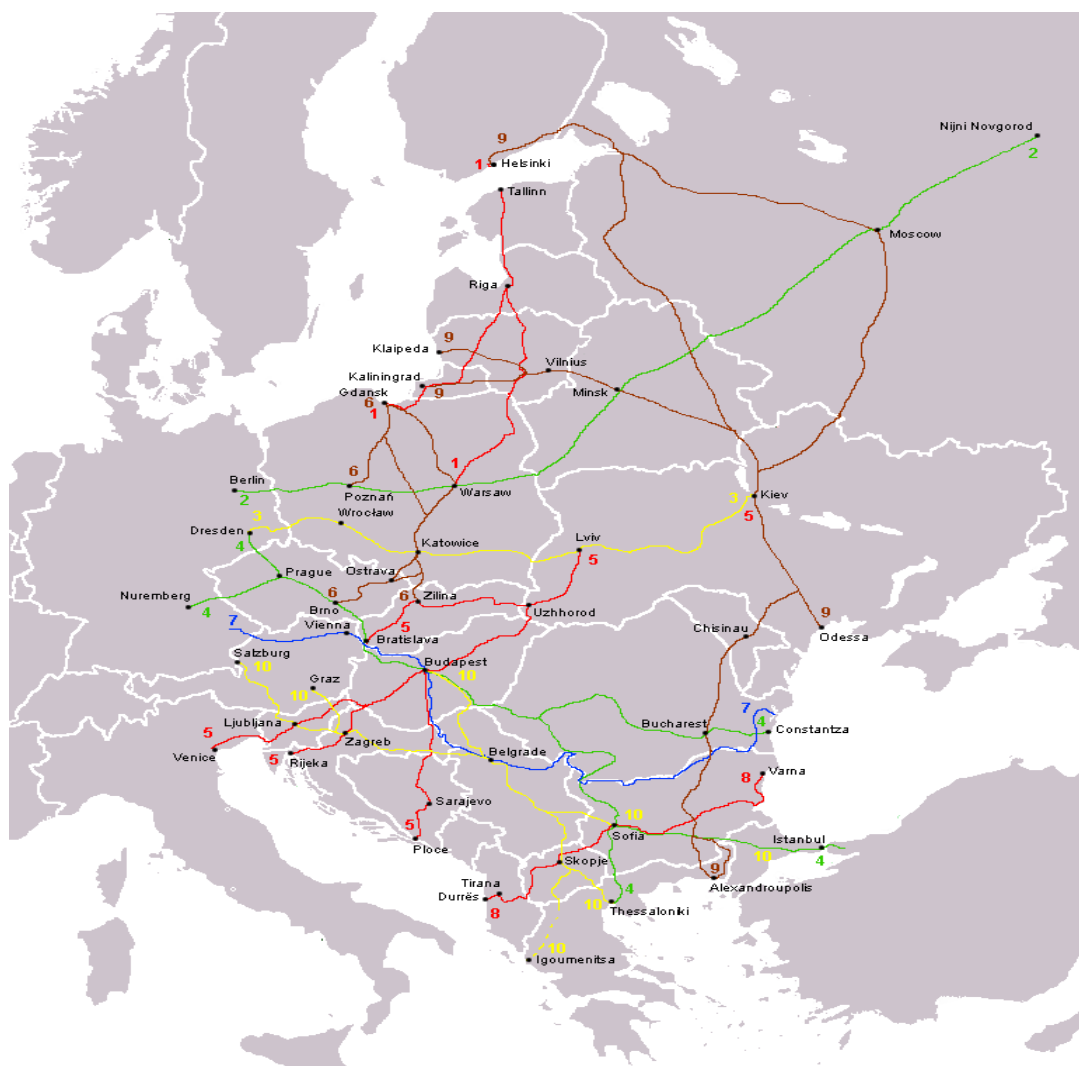 Nijni Novgorod
9
2
1
Helsinki
Tallinn
Moscow
Riga
9
Klaipeda
Vilnius
Kaliningrad
9
Minsk
Gdansk
6
1
6
1
Berlin
2
Poznań
Warsaw
3
Kiev
5
3
Wrocław
Dresden
4
Lviv
5
Katowice
Ostrava
Prague
Nuremberg
4
6
Brno
6
Zilina
Uzhhorod
7
Vienna
5
Bratislava
Chisinau
9
Odessa
Salzburg
10
Budapest
10
Graz
10
7
4
Ljubljana
Bucharest
Constantza
5
Venice
Zagreb
5
Rijeka
Belgrade
Varna
8
Sarajevo
5
Ploce
10
Sofia
Istanbul
10
4
Skopje
9
Alexandroupolis
Tirana
Durrës
8
10
4
Thessaloniki
10
Igoumenitsa